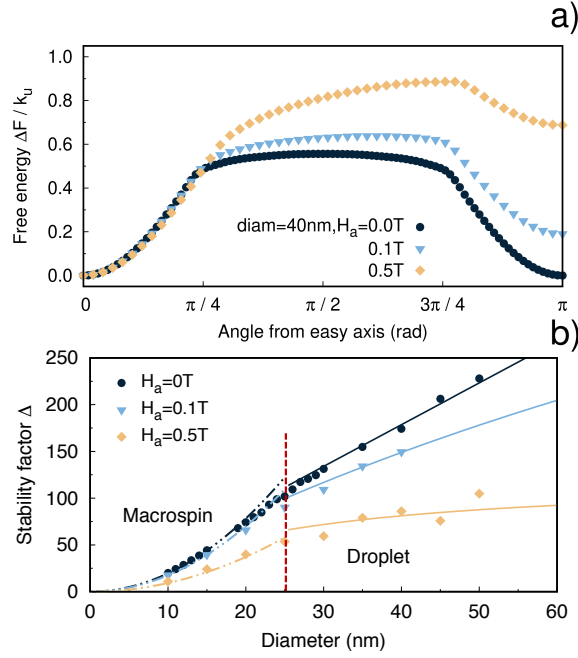 a)
Free energy ΔF / k_u
1.0
0.8
0.6
0.4
0.2
0.0
diam=40nm,H_a=0.0T
0.1T
0.5T
0
π / 4
π / 2
3π / 4
π
Angle from easy axis (rad)
b)
Stability factor Δ
250
200
150
100
50
0
H_a=0T
H_a=0.1T
H_a=0.5T
Macrospin
Droplet
0
10
20
30
40
50
60
Diameter (nm)